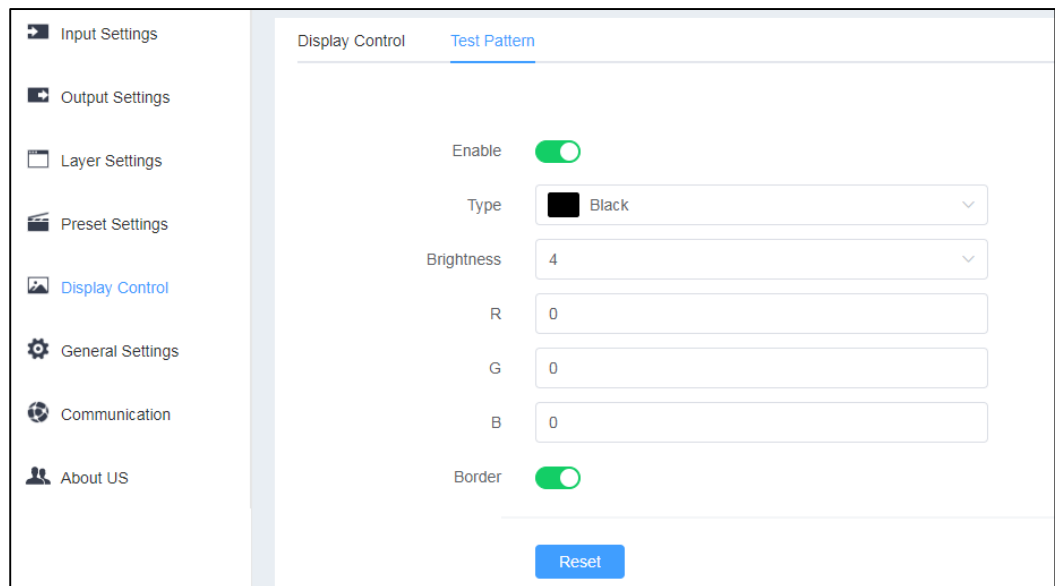 Input Settings
Output Settings
Layer Settings
Preset Settings
Display Control
General Settings
Communication
About US
Display Control Test Pattern
Enable
Type Black
Brightness 4
R 0
G 0
B 0
Border
Reset